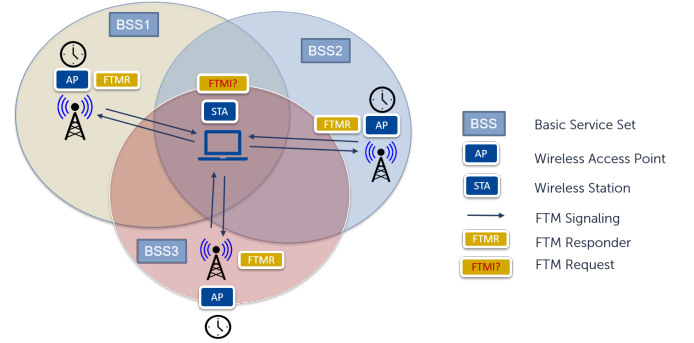 BSS1
BSS2
AP
FTMR
FTMI?
STA
FTMR
AP
BSS3
FTMR
AP
BSS Basic Service Set
AP Wireless Access Point
STA Wireless Station
FTM Signaling
FTMR FTM Responder
FTMI? FTM Request